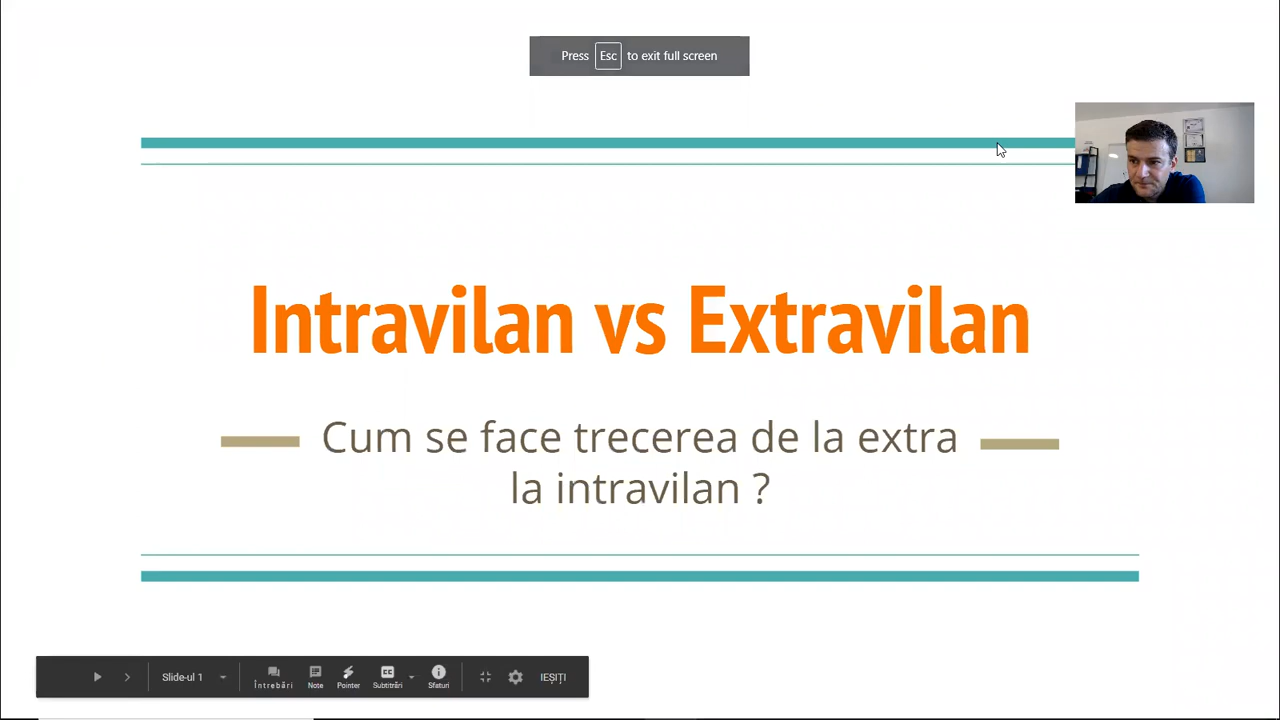 Press Esc to exit full screen
Intravilan vs Extravilan
Cum se face trecerea de la extra
la intravilan ?
Slide-ul 1
Întrebări
Note
Pointer
CC
Subtitrări
Sfaturi
IEȘIȚI